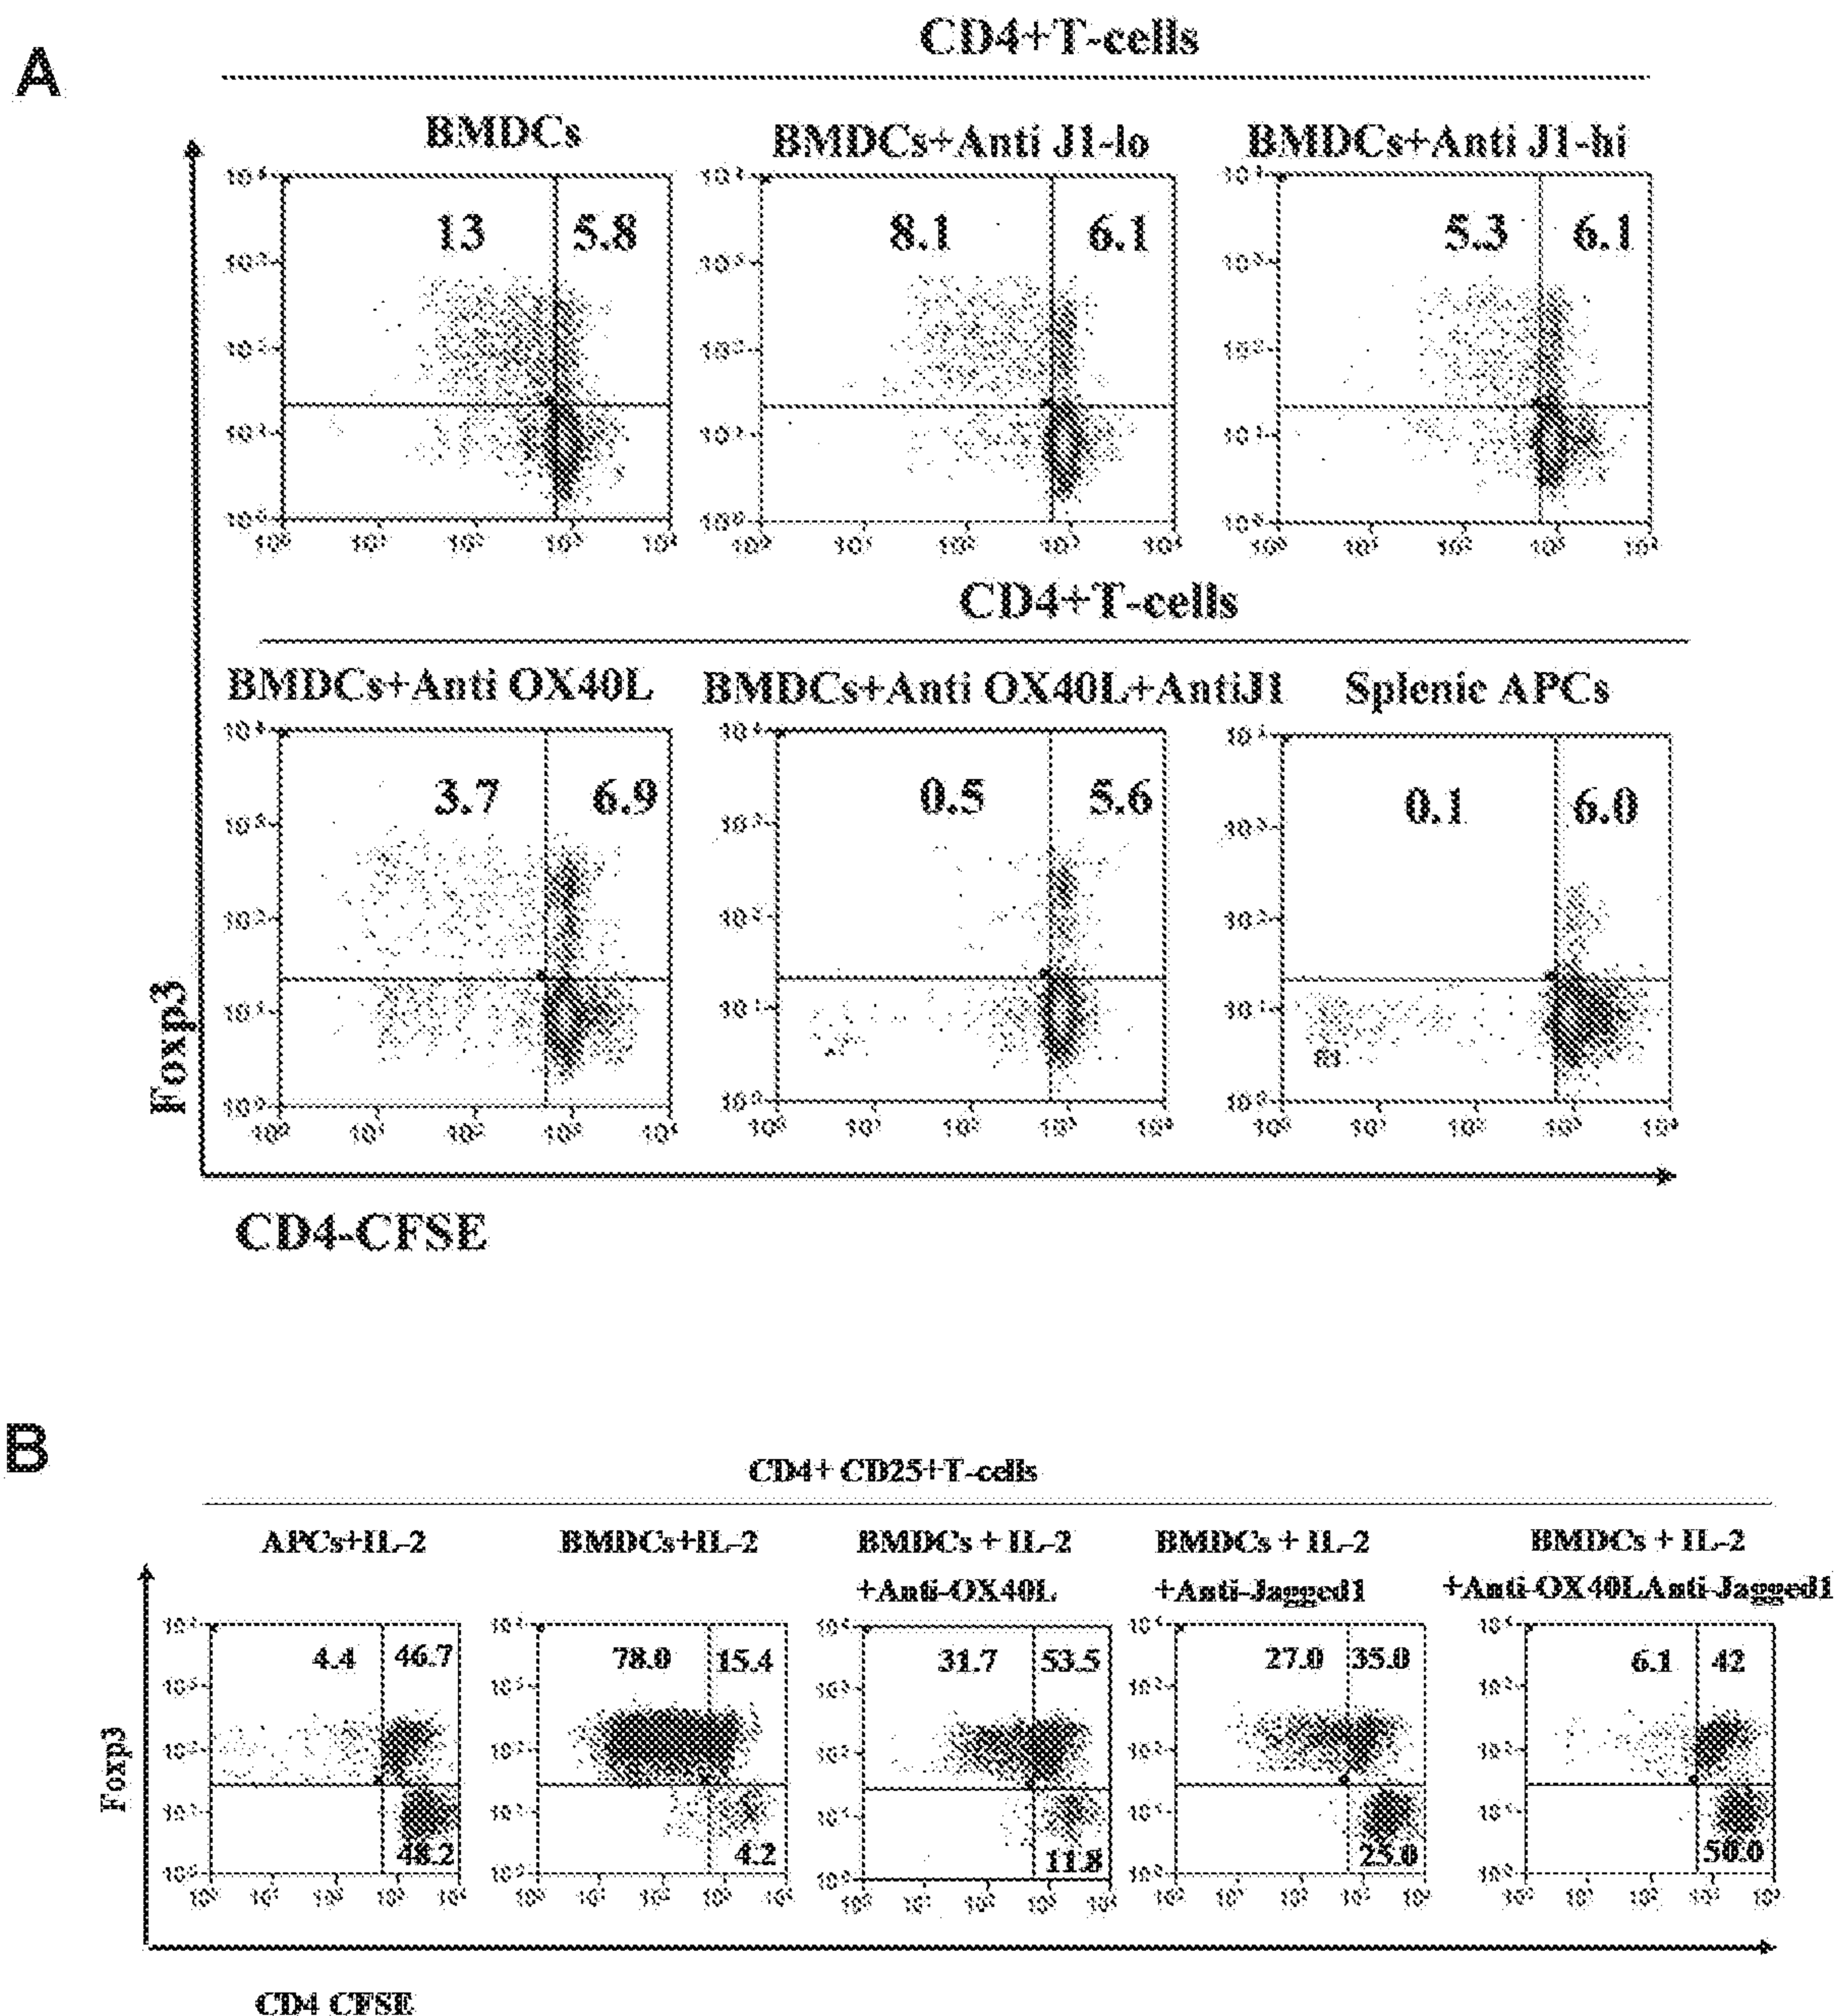 A
CD4+T-cells
BMDCs
BMDCs+Anti J1-lo
BMDCs+Anti J1-hi
13 5.8
8.1 6.1
5.3 6.1
CD4+T-cells
BMDCs+Anti OX40L
BMDCs+Anti OX40L+AntiJ1
Splenic APCs
3.7 6.9
0.5 5.6
0.1 6.0
Foxp3
CD4-CFSE
B
CD4+ CD25+T-cells
APCs+IL-2
BMDCs+IL-2
BMDCs + IL-2
+Anti-OX40L
BMDCs + IL-2
+Anti-Jagged1
BMDCs + IL-2
+Anti-OX40LAnti-Jagged1
4.4 46.7
78.0 15.4
31.7 53.5
27.0 35.0
6.1 42
48.2
4.2
11.8
25.0
50.0
Foxp3
CD4 CFSE